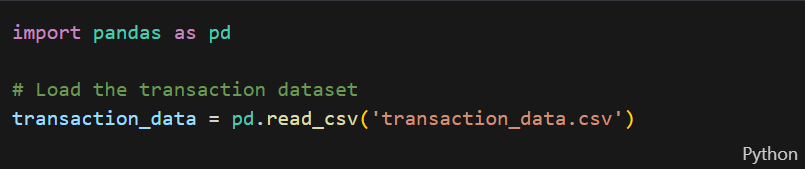 import pandas as pd
# Load the transaction dataset
transaction_data = pd.read_csv('transaction_data.csv')
Python